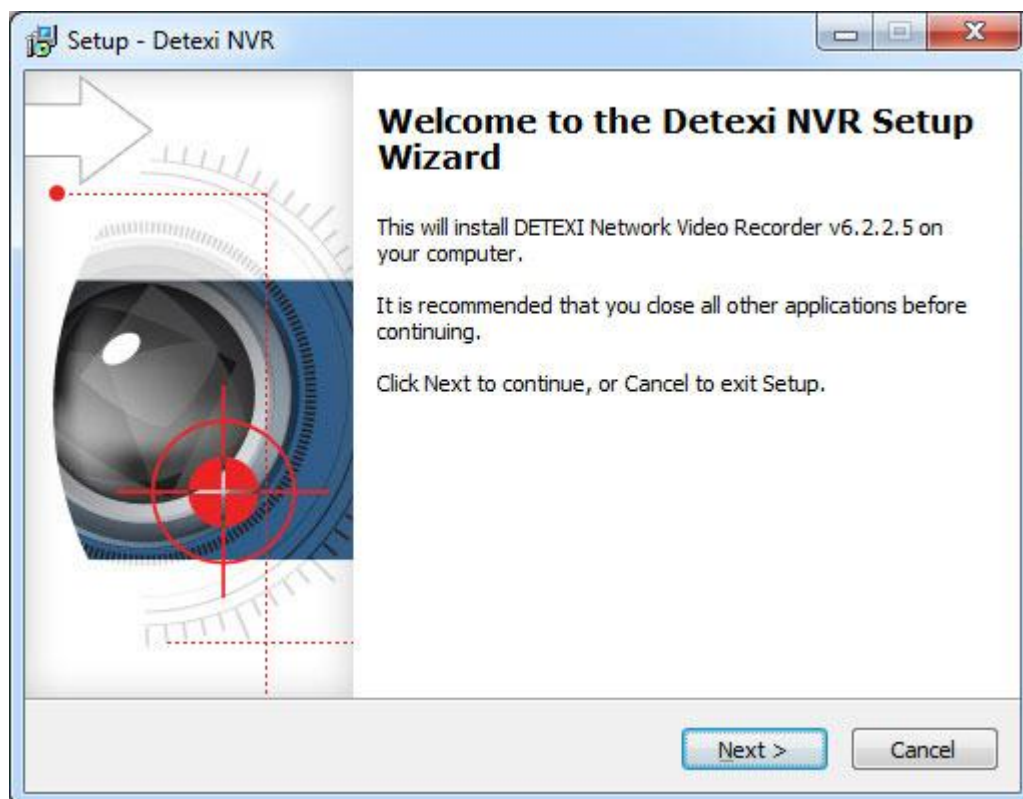 Setup - Detexi NVR
Welcome to the Detexi NVR Setup
Wizard
This will install DETEXI Network Video Recorder v6.2.2.5 on
your computer.
It is recommended that you close all other applications before
continuing.
Click Next to continue, or Cancel to exit Setup.
Next >
Cancel